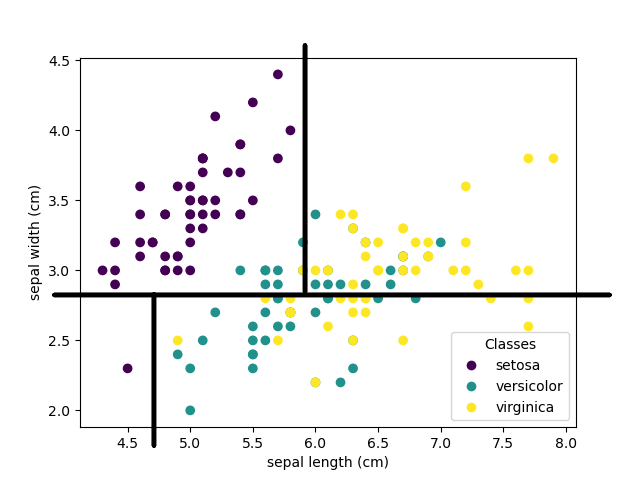 4.5
4.0
3.5
3.0
2.5
2.0
sepal width (cm)
Classes
setosa
versicolor
virginica
4.5 5.0 5.5 6.0 6.5 7.0 7.5 8.0
sepal length (cm)